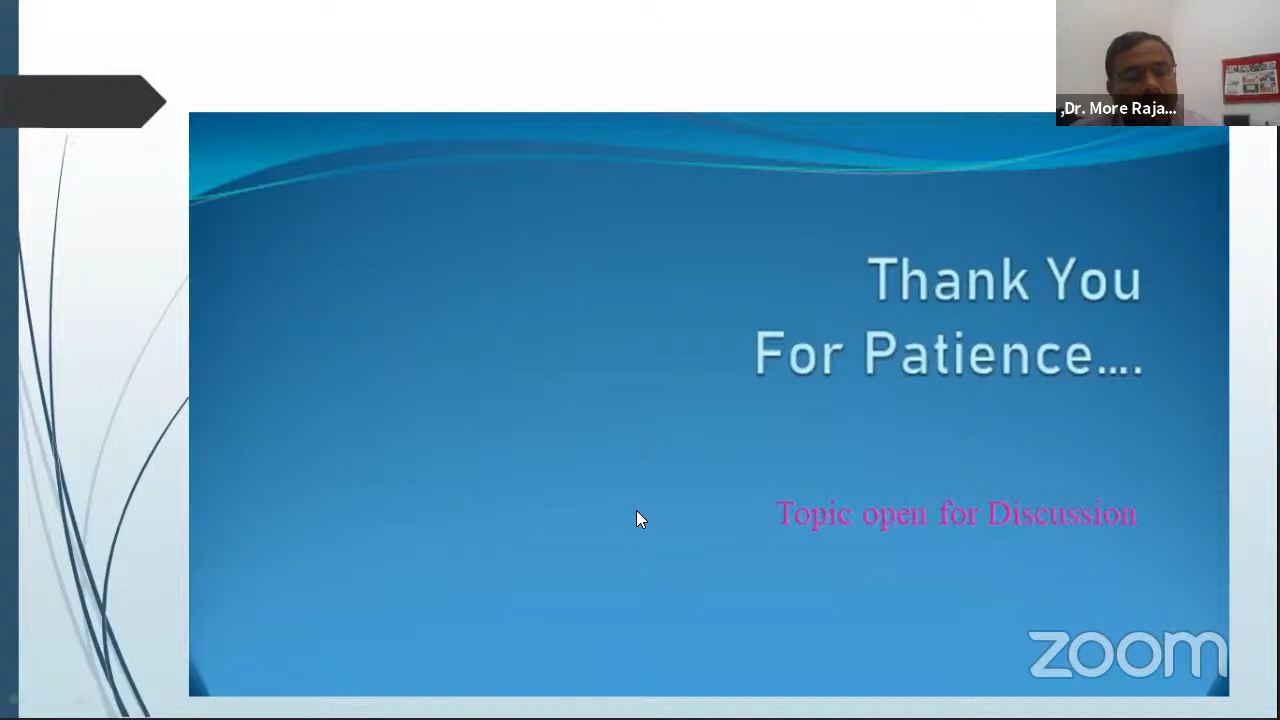 ,Dr. More Raja...
Thank You
For Patience....
Topic open for Discussion
zoom